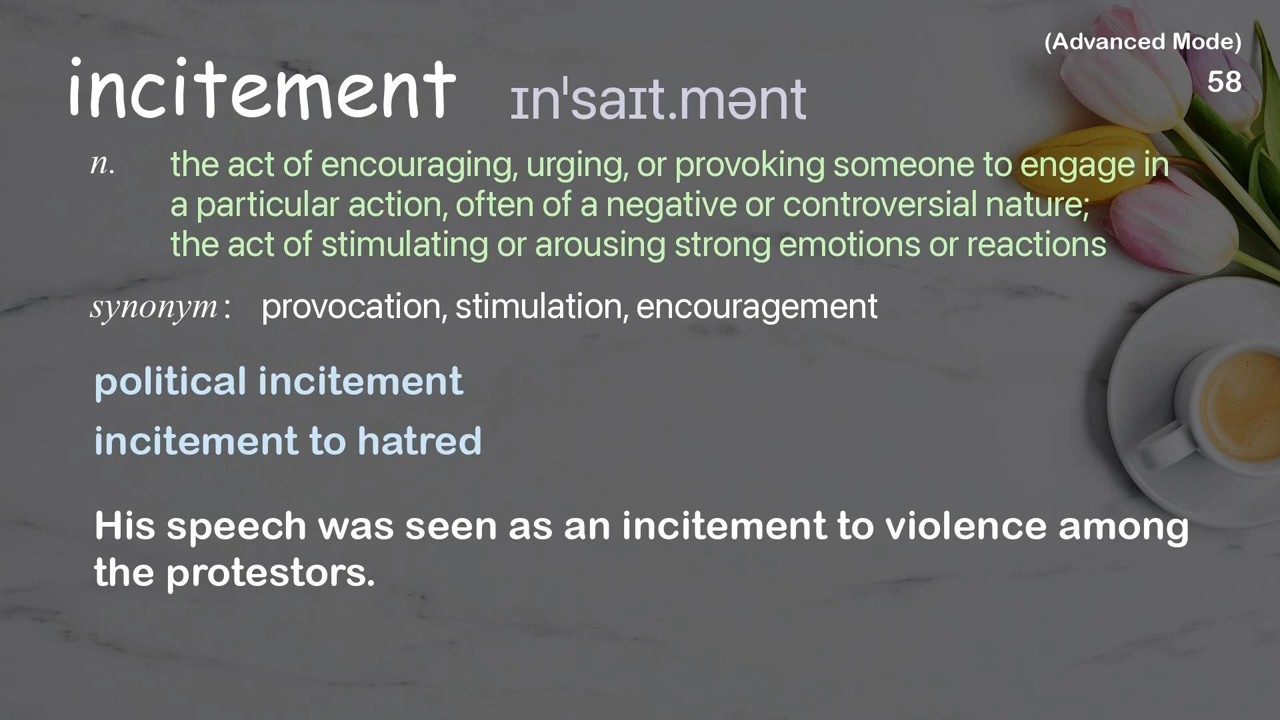 (Advanced Mode)
58
incitement ɪnˈsaɪt.mənt
n. the act of encouraging, urging, or provoking someone to engage in
a particular action, often of a negative or controversial nature;
the act of stimulating or arousing strong emotions or reactions
synonym: provocation, stimulation, encouragement
political incitement
incitement to hatred
His speech was seen as an incitement to violence among
the protestors.